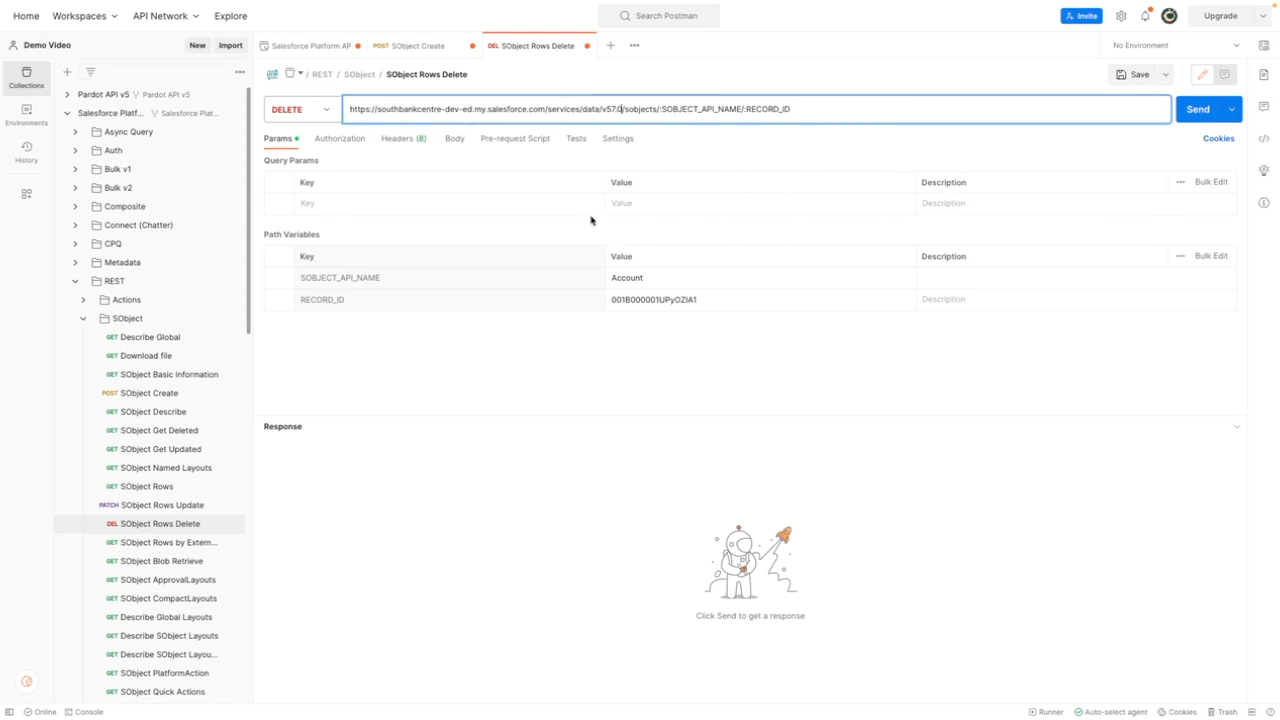 Home Workspaces API Network Explore Search Postman Invite Upgrade
Demo Video New Import Salesforce Platform AP POST SObject Create DEL SObject Rows Delete No Environment
Collections
Environments
History
Pardot API v5 Pardot API v5
Salesforce Platf... Salesforce Pla...
Async Query
Auth
Bulk v1
Bulk v2
Composite
Connect (Chatter)
CPQ
Metadata
REST
Actions
SObject
GET Describe Global
GET Download file
GET SObject Basic Information
POST SObject Create
GET SObject Describe
GET SObject Get Deleted
GET SObject Get Updated
GET SObject Named Layouts
GET SObject Rows
PATCH SObject Rows Update
DEL SObject Rows Delete
GET SObject Rows by Extern...
GET SObject Blob Retrieve
GET SObject ApprovalLayouts
GET SObject CompactLayouts
GET Describe Global Layouts
GET Describe SObject Layouts
GET Describe SObject Layou...
GET SObject PlatformAction
GET SObject Quick Actions
/ REST / SObject / SObject Rows Delete Save
DELETE https://southbankcentre-dev-ed.my.salesforce.com/services/data/v57.0/sobjects/:SOBJECT_API_NAME/:RECORD_ID Send
Params Authorization Headers (8) Body Pre-request Script Tests Settings Cookies
Query Params
Key Value Description Bulk Edit
Key Value Description
Path Variables
Key Value Description Bulk Edit
SOBJECT_API_NAME Account
RECORD_ID 001B000001UPyOZIA1 Description
Response
Click Send to get a response
Online Console Runner Auto-select agent Cookies Trash